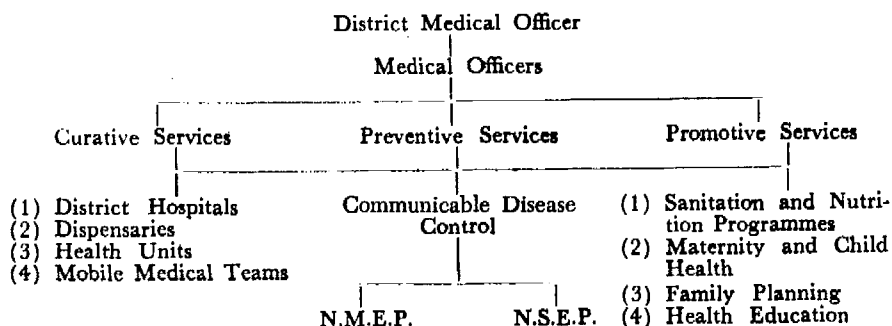 District Medical Officer
Medical Officers
Curative Services
Preventive Services
Promotive Services
(1) District Hospitals
(2) Dispensaries
(3) Health Units
(4) Mobile Medical Teams
Communicable Disease
Control
N.M.E.P.
N.S.E.P.
(1) Sanitation and Nutri-
tion Programmes
(2) Maternity and Child
Health
(3) Family Planning
(4) Health Education